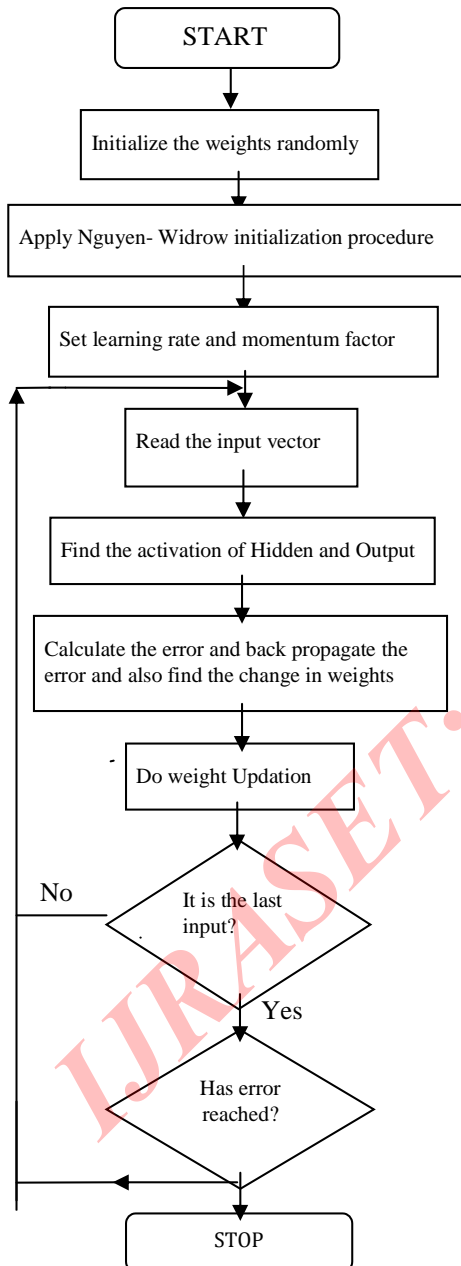 START
Initialize the weights randomly
Apply Nguyen- Widrow initialization procedure
Set learning rate and momentum factor
Read the input vector
Find the activation of Hidden and Output
Calculate the error and back propagate the
error and also find the change in weights
Do weight Updation
No
It is the last
input?
Yes
Has error
reached?
STOP
IJRASET: